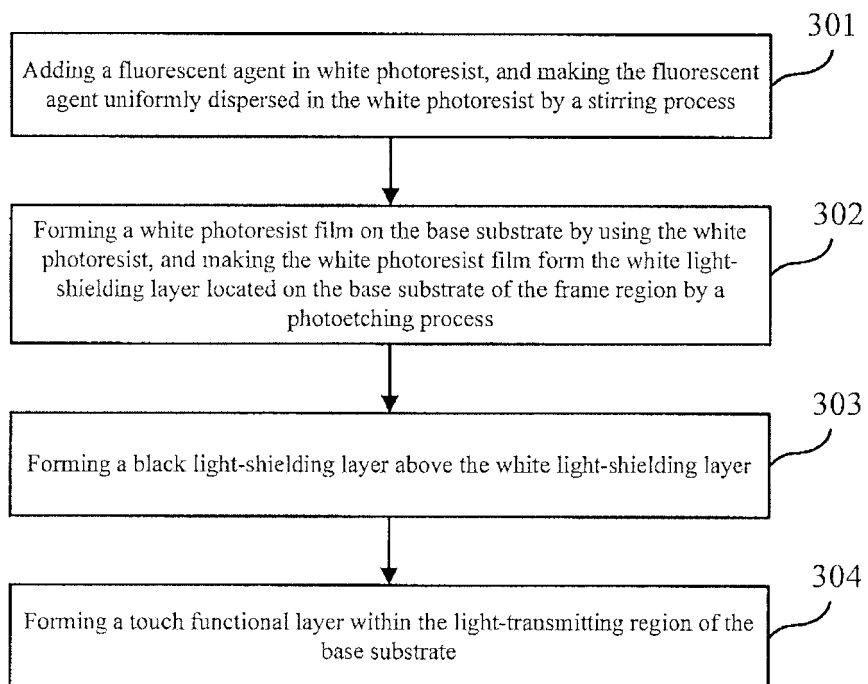 301
Adding a fluorescent agent in white photoresist, and making the fluorescent
agent uniformly dispersed in the white photoresist by a stirring process
302
Forming a white photoresist film on the base substrate by using the white
photoresist, and making the white photoresist film form the white light-
shielding layer located on the base substrate of the frame region by a
photoetching process
303
Forming a black light-shielding layer above the white light-shielding layer
304
Forming a touch functional layer within the light-transmitting region of the
base substrate